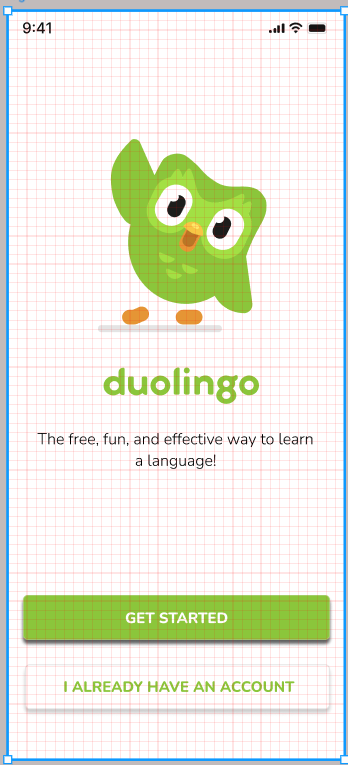 9:41
duolingo
The free, fun, and effective way to learn
a language!
GET STARTED
I ALREADY HAVE AN ACCOUNT